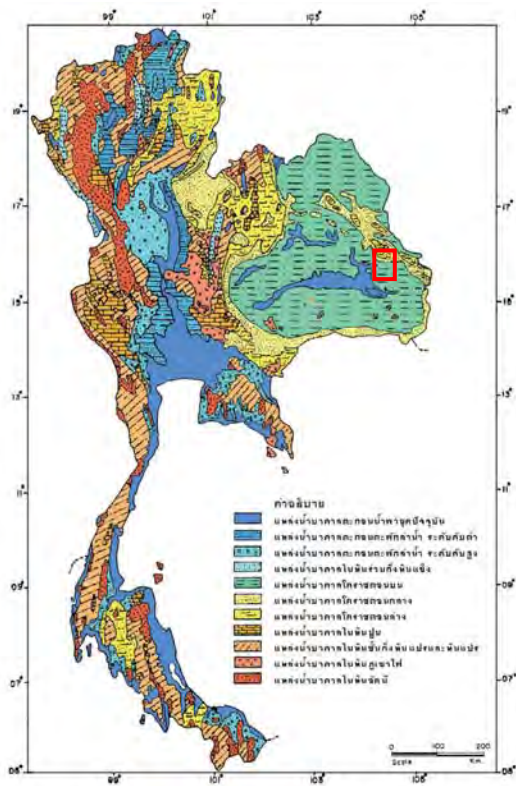 99° 101° 103° 105°
19° 19°
17° 17°
15° 15°
13° 13°
11° 11°
09° 09°
07° 07°
คำอธิบาย
แหล่งน้ำบาดาลตะกอนน้ำพายุคปัจจุบัน
แหล่งน้ำบาดาลตะกอนตะพักลำน้ำ ระดับต่ำ
แหล่งน้ำบาดาลตะกอนตะพักลำน้ำ ระดับสูง
แหล่งน้ำบาดาลในหินร่วนกึ่งหินแข็ง
แหล่งน้ำบาดาลโคราชตอนบน
แหล่งน้ำบาดาลโคราชตอนกลาง
แหล่งน้ำบาดาลโคราชตอนล่าง
แหล่งน้ำบาดาลในหินปูน
แหล่งน้ำบาดาลในหินชั้นกึ่งหินแปรและหินแปร
แหล่งน้ำบาดาลในหินภูเขาไฟ
แหล่งน้ำบาดาลในหินอัคนี
0 100 200
Scale Km.
99° 101° 103° 105°